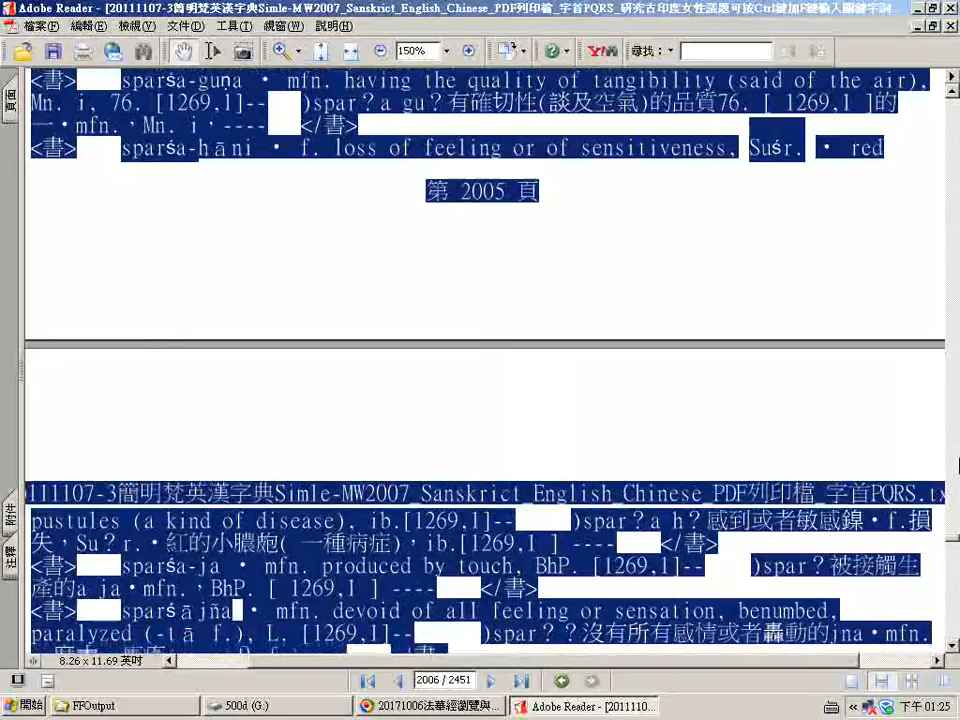 Adobe Reader - [20111107-3簡明梵英漢字典Simle-MW2007_Sanskrict_English_Chinese_PDF列印檔_字首PQRS_研究古印度女性議題可按Ctrl鍵加F鍵輸入關鍵字詞
檔案(F) 編輯(E) 檢視(V) 文件(D) 工具(T) 視窗(W) 說明(H)
150% Y! 尋找：
頁面
<書> sparśa-guṇa ‧ mfn. having the quality of tangibility (said of the air),
Mn. i, 76. [1269,1]-- )spar？a gu？有確切性(談及空氣)的品質76. [ 1269,1 ]的
一‧mfn.，Mn. i，---- </書>
<書> sparśa-hāni ‧ f. loss of feeling or of sensitiveness, Suśr. ‧ red
第 2005 頁
附件
注釋
111107-3簡明梵英漢字典Simle-MW2007_Sanskrict_English_Chinese_PDF列印檔_字首PQRS.tx
pustules (a kind of disease), ib.[1269,1]-- )spar？a h？感到或者敏感鎳‧f.損
失，Su？r.‧紅的小膿皰( 一種病症)，ib.[1269,1 ] ---- </書>
<書> sparśa-ja ‧ mfn. produced by touch, BhP. [1269,1]-- )spar？被接觸生
產的a ja‧mfn.，BhP. [ 1269,1 ] ---- </書>
<書> sparśājña ‧ mfn. devoid of all feeling or sensation, benumbed,
paralyzed (-tā f.), L. [1269,1]-- )spar？？沒有所有感情或者轟動的jna‧mfn.
8.26 x 11.69 英吋
2006 / 2451
開始 FFOutput 500d (G:) 20171006法華經瀏覽與... Adobe Reader - [2011110... 下午 01:25